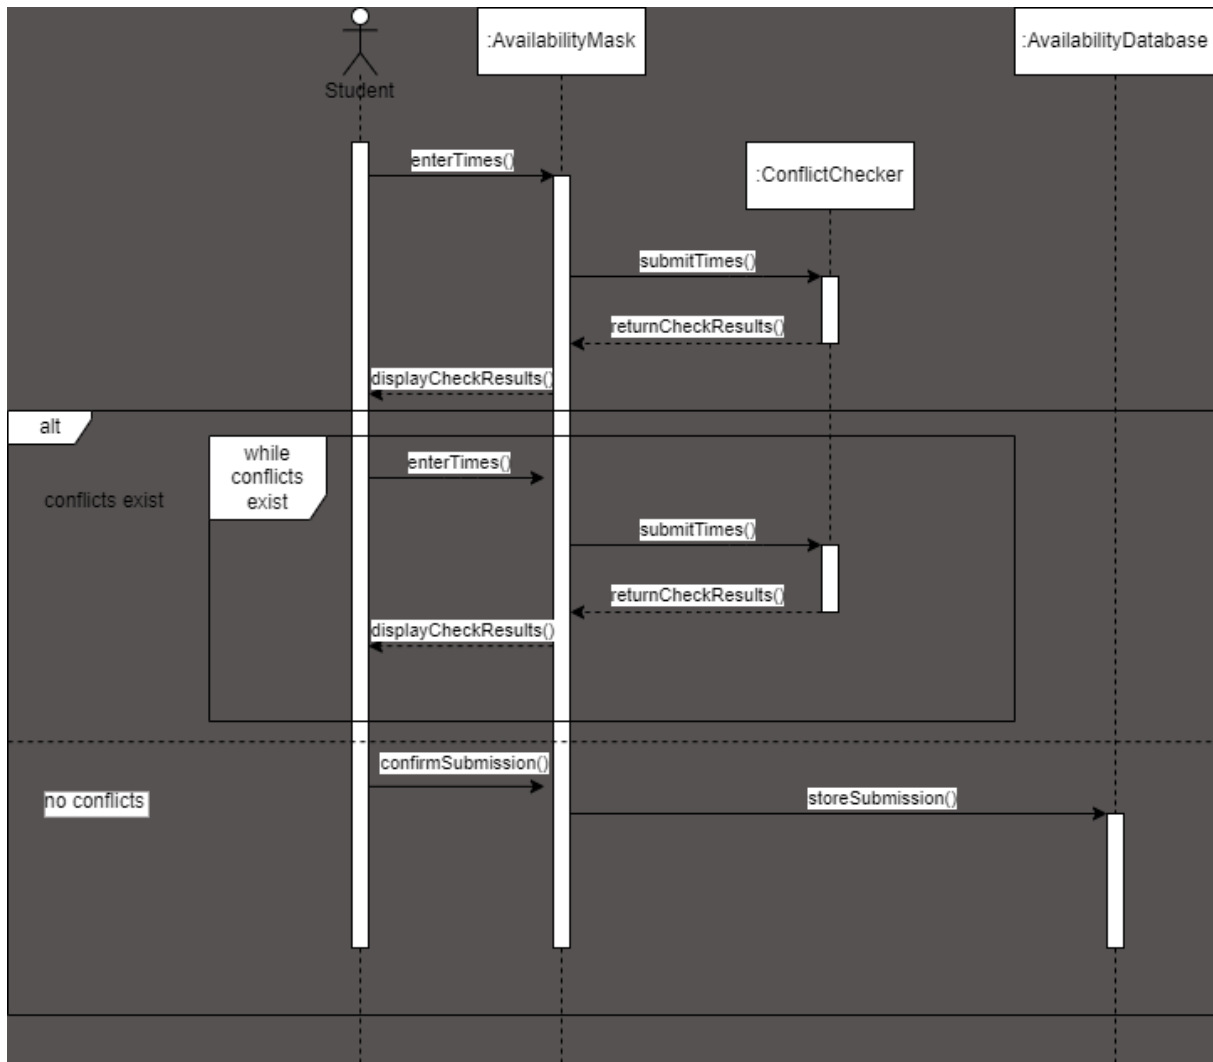 :AvailabilityMask
:AvailabilityDatabase
Student
enterTimes()
:ConflictChecker
submitTimes()
returnCheckResults()
displayCheckResults()
alt
while
conflicts
exist
enterTimes()
conflicts exist
submitTimes()
returnCheckResults()
displayCheckResults()
confirmSubmission()
no conflicts
storeSubmission()